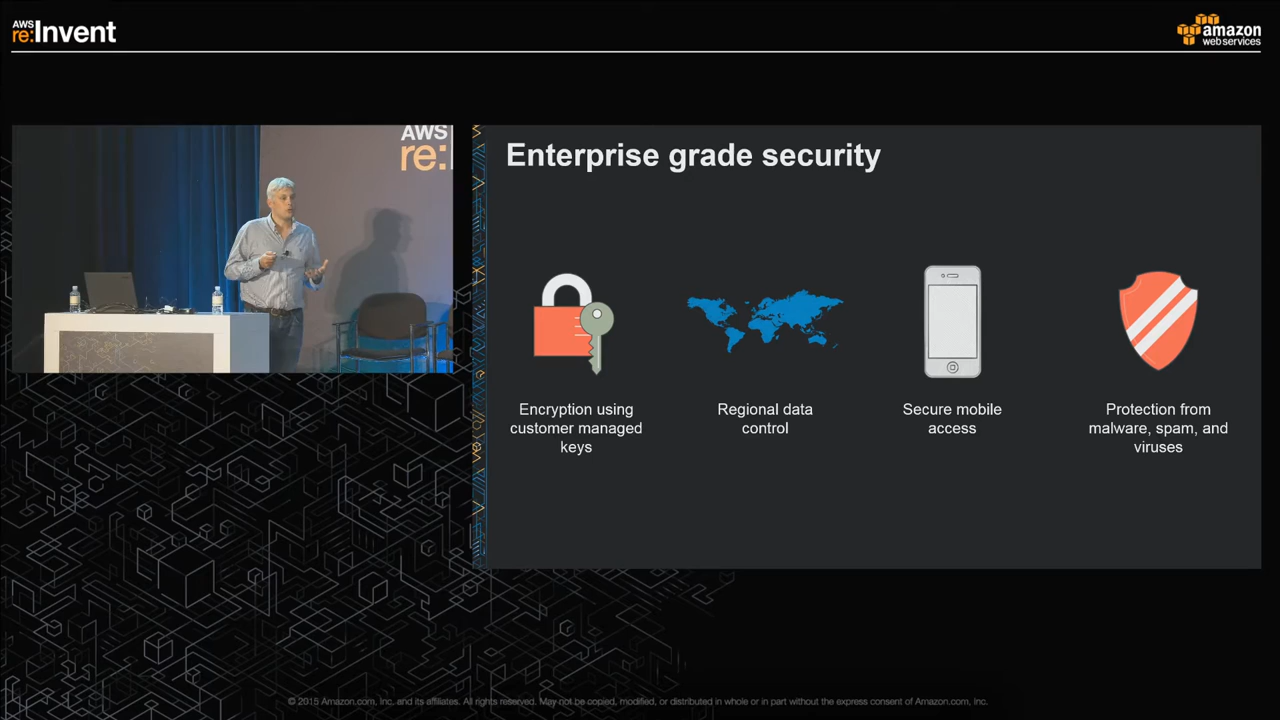 AWS
re:Invent
amazon
web services
AWS
re:I
Enterprise grade security
Encryption using
customer managed
keys
Regional data
control
Secure mobile
access
Protection from
malware, spam, and
viruses
© 2015 Amazon.com, Inc. and its affiliates. All rights reserved. May not be copied, modified, or distributed in whole or in part without the express consent of Amazon.com, Inc.